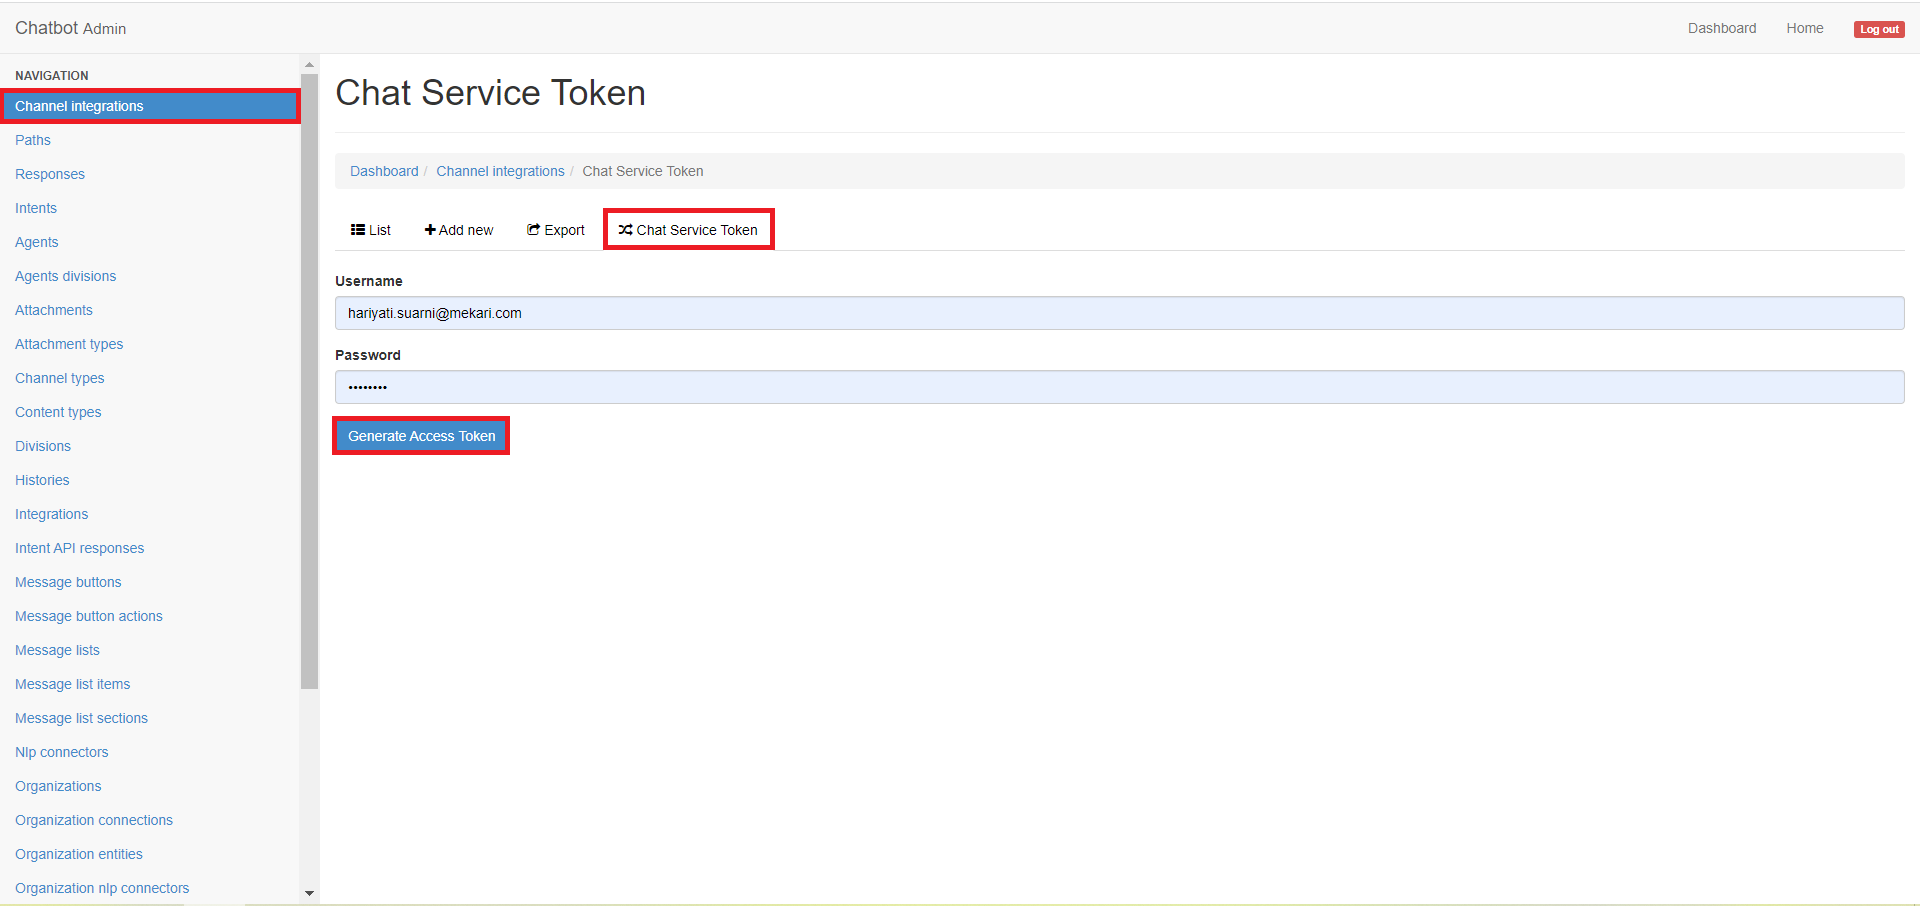 Chatbot Admin
Dashboard
Home
Log out
NAVIGATION
Channel integrations
Paths
Responses
Intents
Agents
Agents divisions
Attachments
Attachment types
Channel types
Content types
Divisions
Histories
Integrations
Intent API responses
Message buttons
Message button actions
Message lists
Message list items
Message list sections
Nlp connectors
Organizations
Organization connections
Organization entities
Organization nlp connectors
Chat Service Token
Dashboard / Channel integrations / Chat Service Token
List
Add new
Export
Chat Service Token
Username
hariyati.suarni@mekari.com
Password
••••••••
Generate Access Token